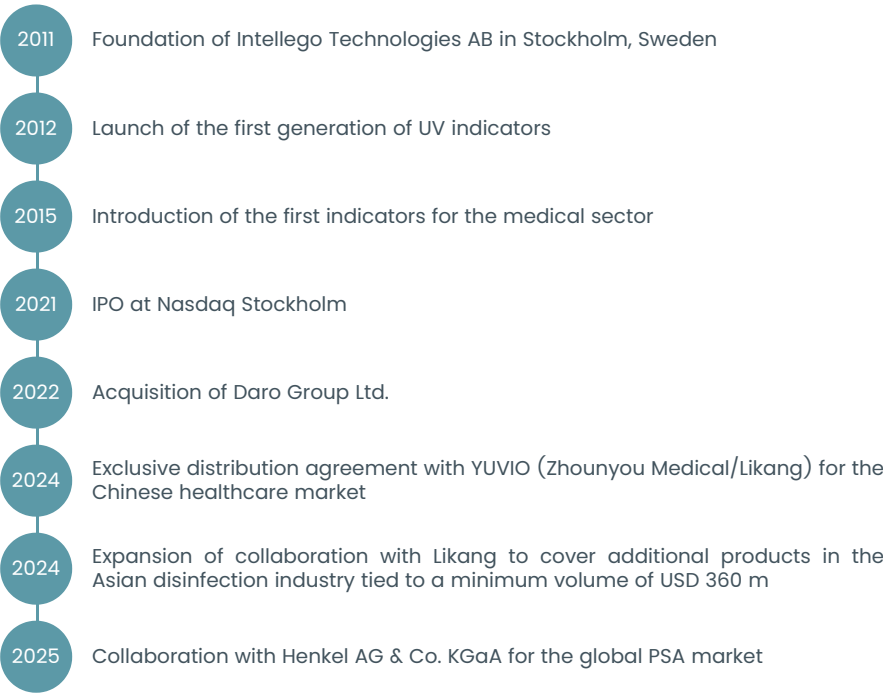 2011
Foundation of Intellego Technologies AB in Stockholm, Sweden
2012
Launch of the first generation of UV indicators
2015
Introduction of the first indicators for the medical sector
2021
IPO at Nasdaq Stockholm
2022
Acquisition of Daro Group Ltd.
2024
Exclusive distribution agreement with YUVIO (Zhounyou Medical/Likang) for the
Chinese healthcare market
2024
Expansion of collaboration with Likang to cover additional products in the
Asian disinfection industry tied to a minimum volume of USD 360 m
2025
Collaboration with Henkel AG & Co. KGaA for the global PSA market